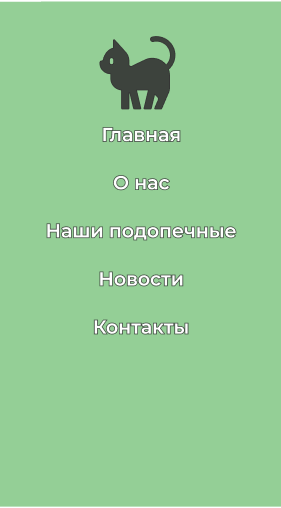 Главная
О нас
Наши подопечные
Новости
Контакты